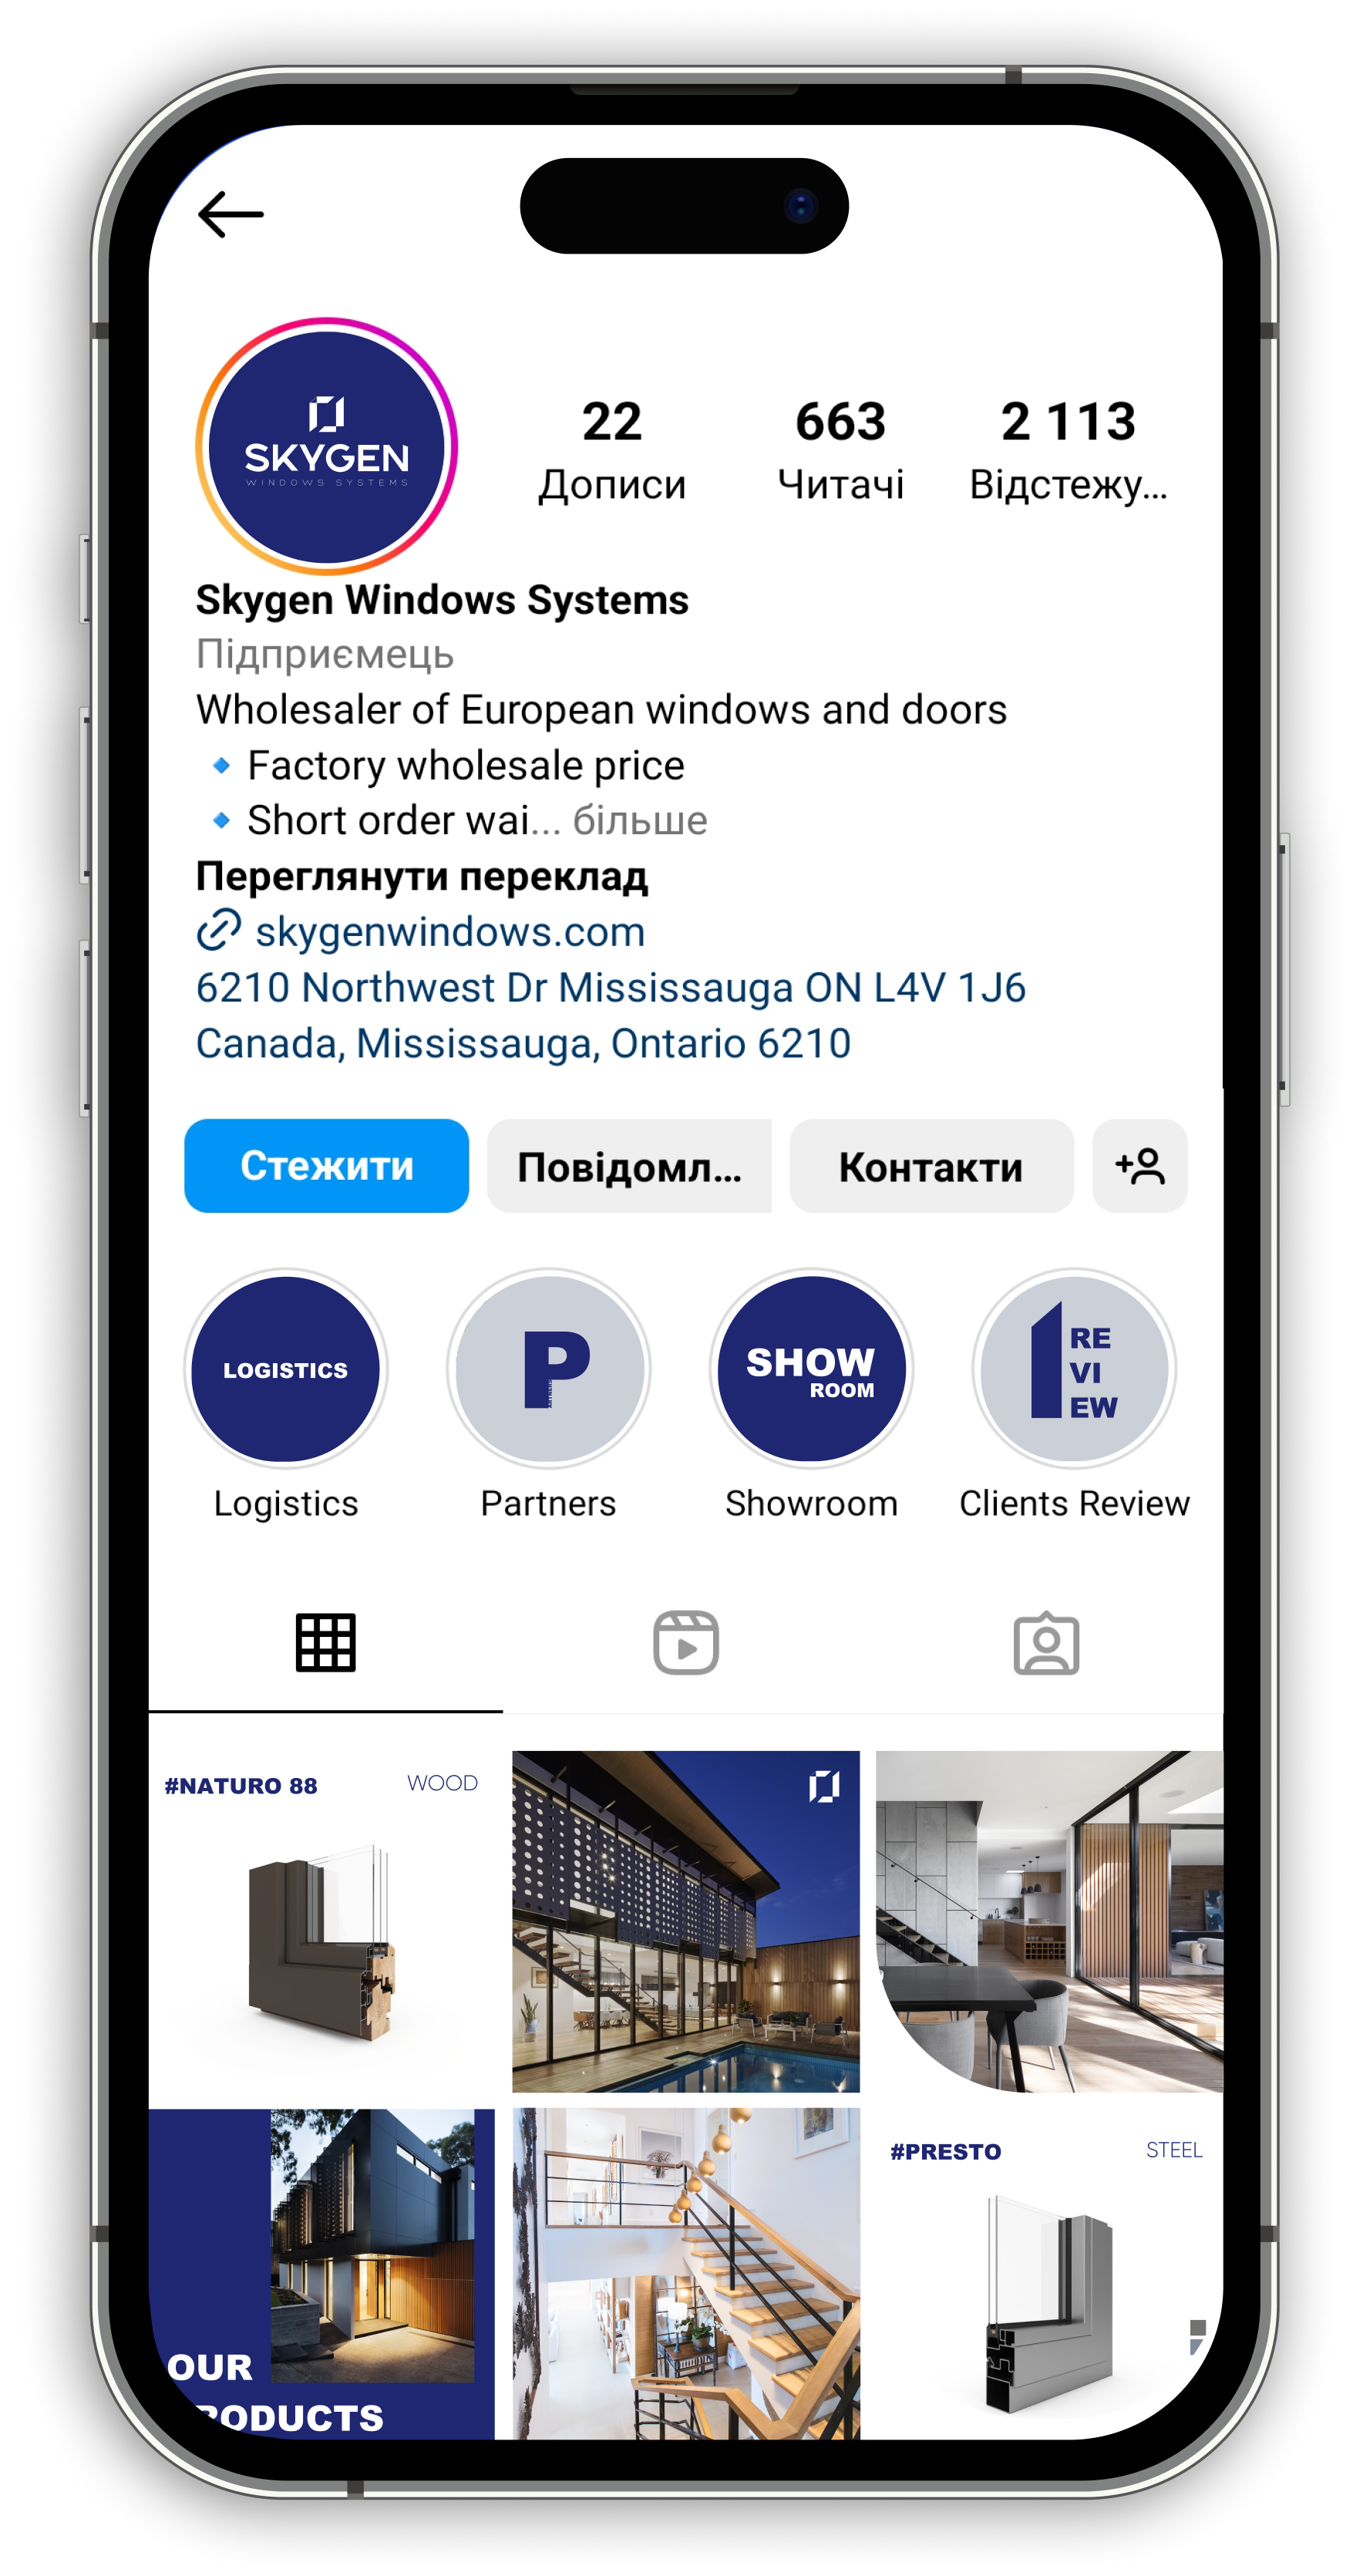 SKYGEN
WINDOWS SYSTEMS
22 663 2 113
Дописи Читачі Відстежу...
Skygen Windows Systems
Підприємець
Wholesaler of European windows and doors
🔹 Factory wholesale price
🔹 Short order wai... більше
Переглянути переклад
skygenwindows.com
6210 Northwest Dr Mississauga ON L4V 1J6
Canada, Mississauga, Ontario 6210
Стежити Повідомл... Контакти
LOGISTICS
P
SHOW
ROOM
RE
VI
EW
Logistics Partners Showroom Clients Review
#NATURO 88 WOOD
#PRESTO STEEL
OUR
RODUCTS